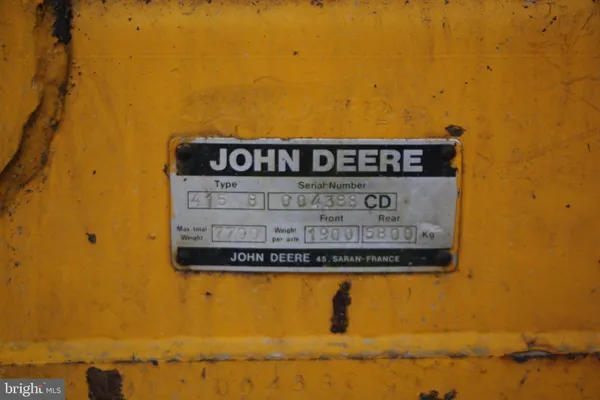 JOHN DEERE
Type Serial Number
415 B 004388 CD
Front Rear
Max. total Weight 7700 Weight per axle 1900 5800 Kg
JOHN DEERE 45. SARAN-FRANCE
bright MLS